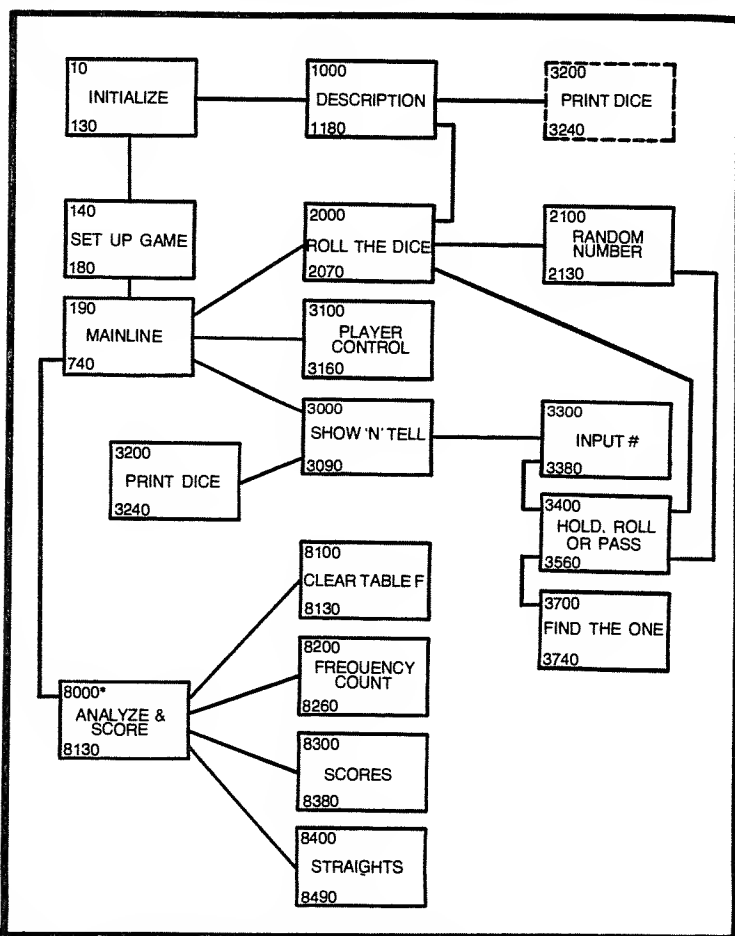 10
INITIALIZE
130
1000
DESCRIPTION
1180
3200
PRINT DICE
3240
140
SET UP GAME
180
2000
ROLL THE DICE
2070
2100
RANDOM
NUMBER
2130
190
MAINLINE
740
3100
PLAYER
CONTROL
3160
3000
SHOW 'N' TELL
3090
3300
INPUT #
3380
3200
PRINT DICE
3240
3400
HOLD, ROLL
OR PASS
3560
3700
FIND THE ONE
3740
8100
CLEAR TABLE F
8130
8000*
ANALYZE &
SCORE
8130
8200
FREQUENCY
COUNT
8260
8300
SCORES
8380
8400
STRAIGHTS
8490